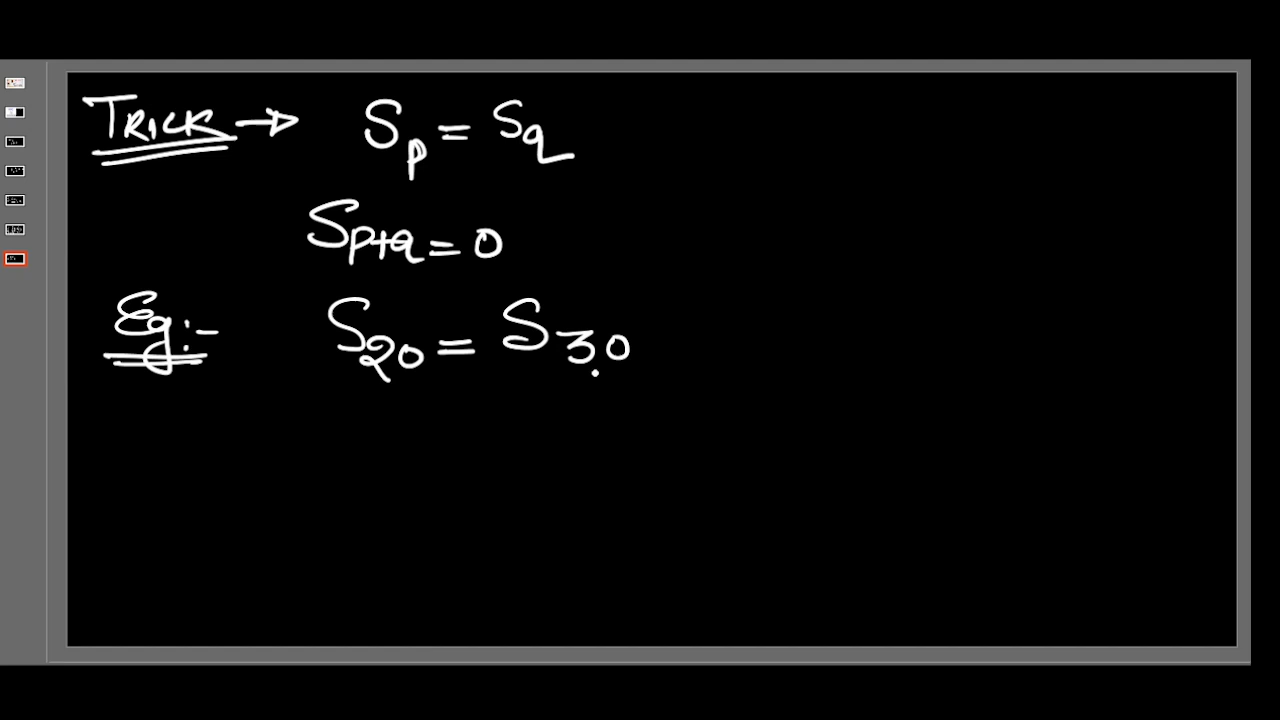 TRICK → Sp = Sq
Sp+q = 0
Eg:- S20 = S30